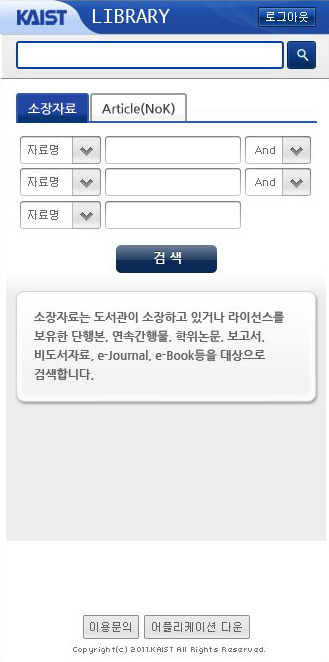 KAIST LIBRARY 로그아웃
소장자료 Article(NoK)
자료명 And
자료명 And
자료명
검 색
소장자료는 도서관이 소장하고 있거나 라이선스를
보유한 단행본, 연속간행물, 학위논문, 보고서,
비도서자료, e-Journal, e-Book등을 대상으로
검색합니다.
이용문의 어플리케이션 다운
Copyright(c) 2011.KAIST All Rights Reserved.